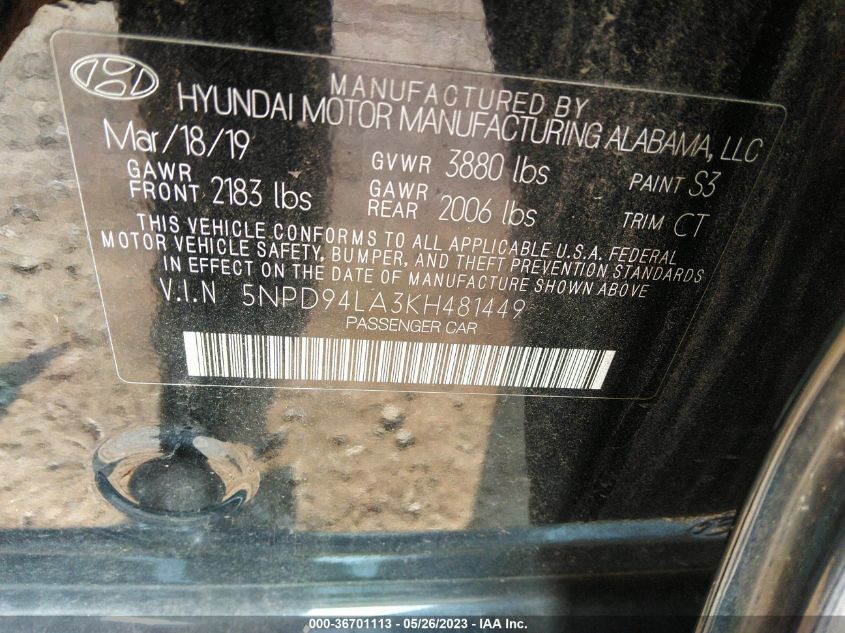 MANUFACTURED BY
HYUNDAI MOTOR MANUFACTURING ALABAMA, LLC
Mar/18/19 GVWR 3880 lbs PAINT S3
GAWR FRONT 2183 lbs GAWR REAR 2006 lbs TRIM CT
THIS VEHICLE CONFORMS TO ALL APPLICABLE U.S.A. FEDERAL
MOTOR VEHICLE SAFETY, BUMPER, AND THEFT PREVENTION STANDARDS
IN EFFECT ON THE DATE OF MANUFACTURE SHOWN ABOVE
V.I.N 5NPD94LA3KH481449
PASSENGER CAR
000-36701113 - 05/26/2023 - IAA Inc.